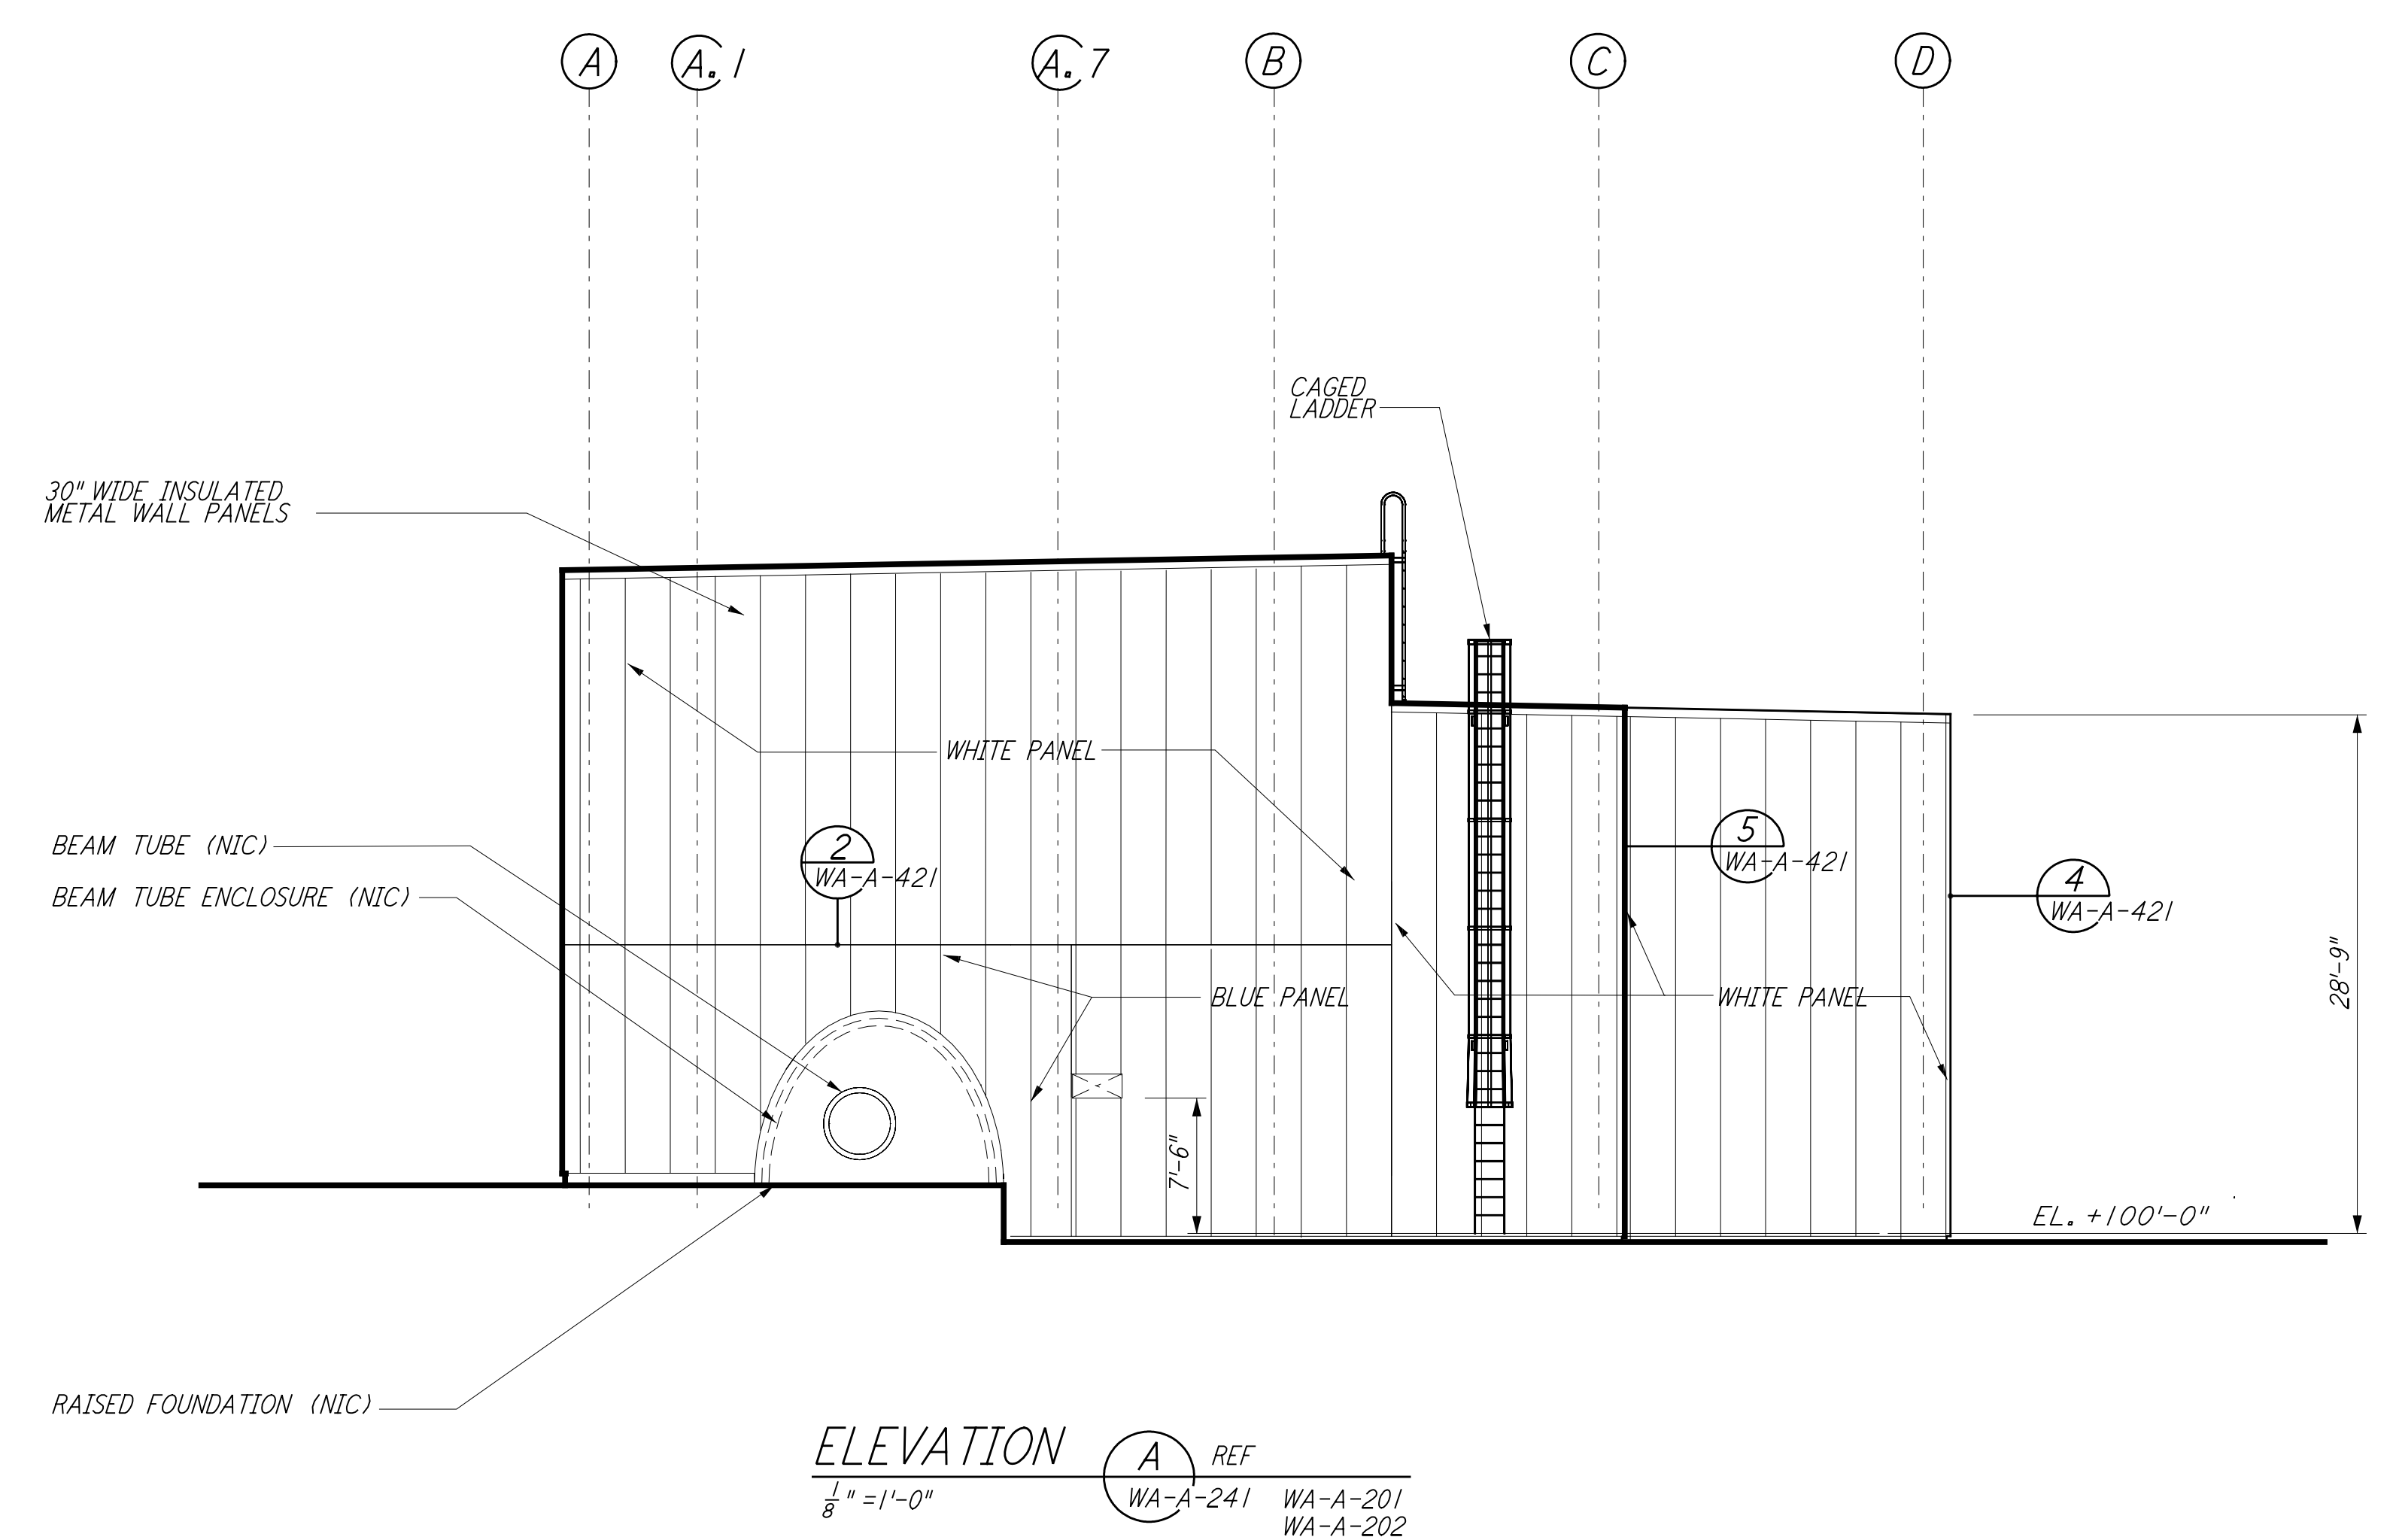 A
A.1
A.7
B
C
D
CAGED
LADDER
30" WIDE INSULATED
METAL WALL PANELS
WHITE PANEL
BEAM TUBE (NIC)
2
WA-A-421
5
WA-A-421
BEAM TUBE ENCLOSURE (NIC)
4
WA-A-421
28'-9"
BLUE PANEL
WHITE PANEL
7'-6"
EL. +100'-0"
RAISED FOUNDATION (NIC)
ELEVATION
A
REF
1/8" =1'-0"
WA-A-241
WA-A-201
WA-A-202